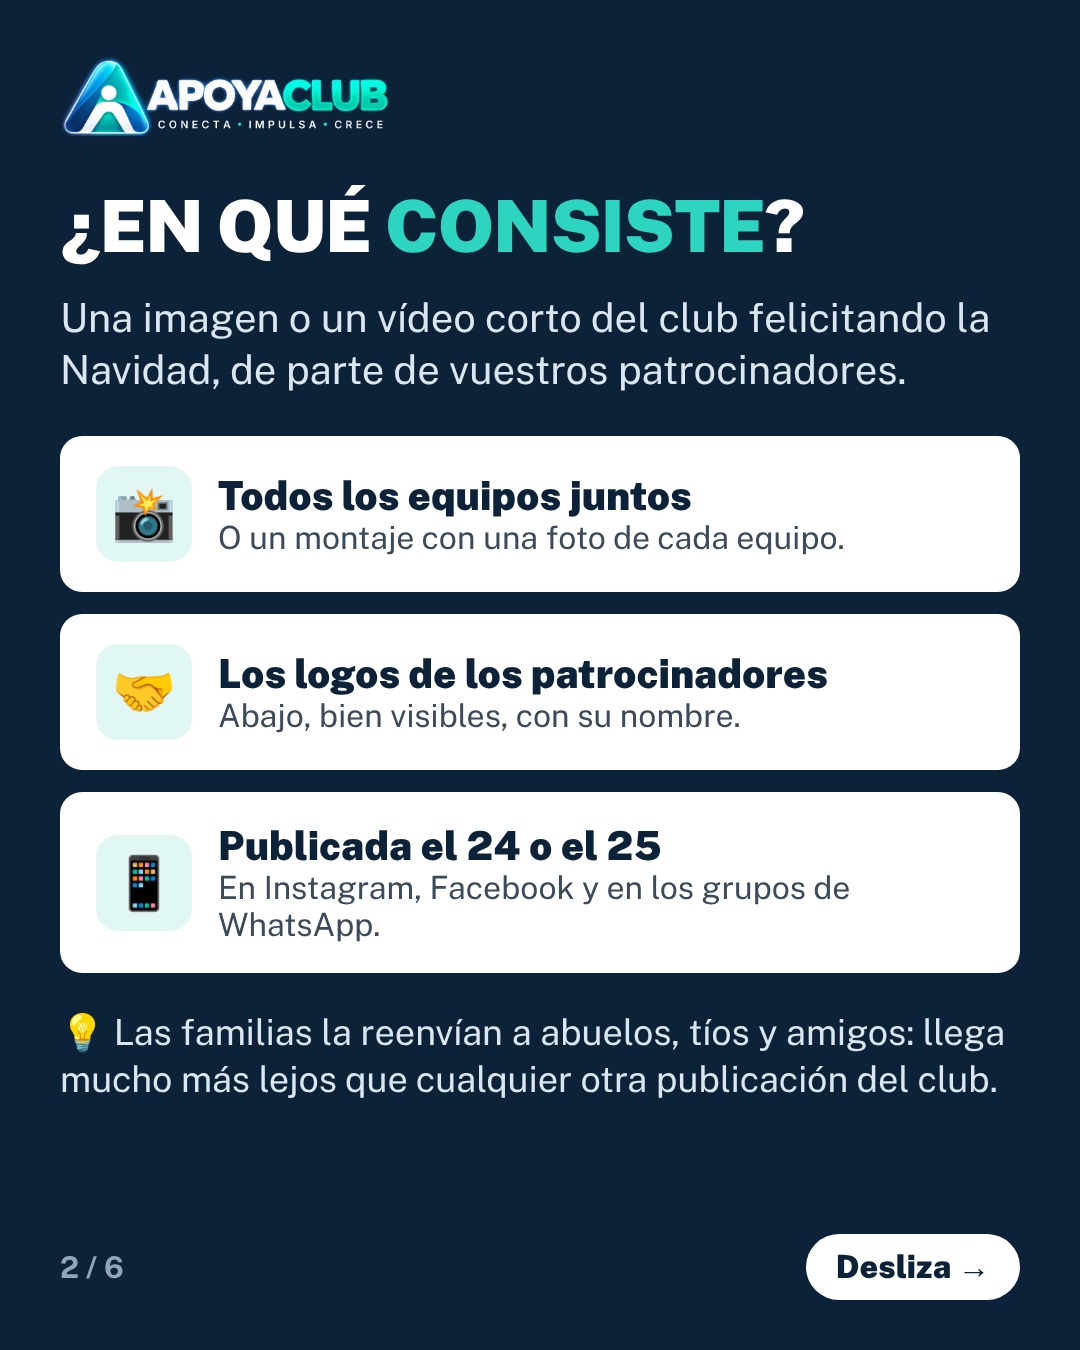 APOYACLUB
CONECTA • IMPULSA • CRECE
¿EN QUÉ CONSISTE?
Una imagen o un vídeo corto del club felicitando la
Navidad, de parte de vuestros patrocinadores.
Todos los equipos juntos
O un montaje con una foto de cada equipo.
Los logos de los patrocinadores
Abajo, bien visibles, con su nombre.
Publicada el 24 o el 25
En Instagram, Facebook y en los grupos de
WhatsApp.
💡 Las familias la reenvían a abuelos, tíos y amigos: llega
mucho más lejos que cualquier otra publicación del club.
2 / 6
Desliza →